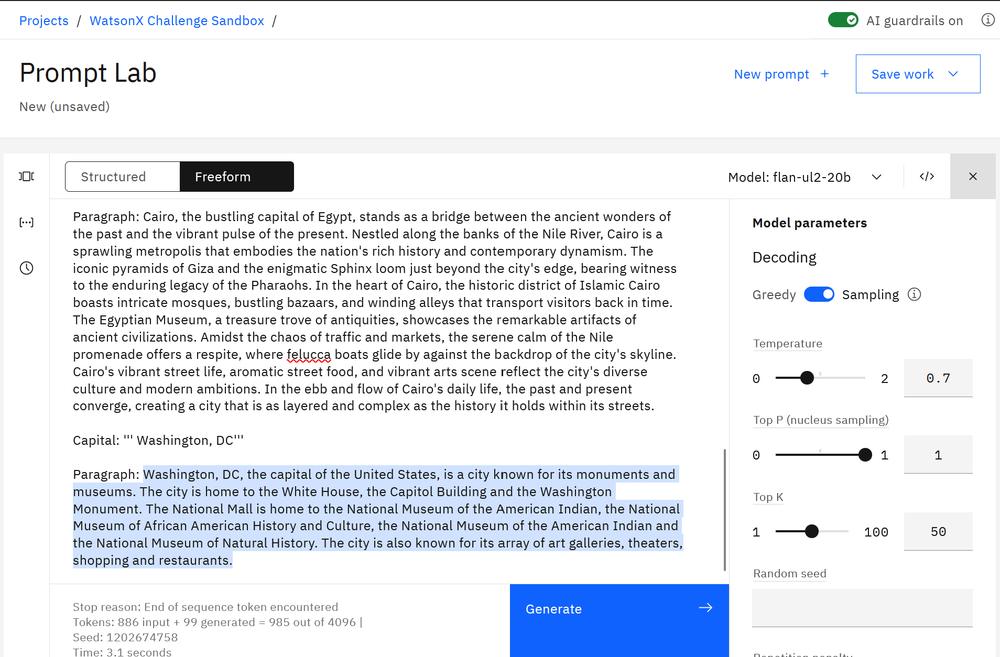 Projects / WatsonX Challenge Sandbox /
AI guardrails on
Prompt Lab
New prompt +
Save work
New (unsaved)
Structured
Freeform
Model: flan-ul2-20b
</>
Paragraph: Cairo, the bustling capital of Egypt, stands as a bridge between the ancient wonders of
the past and the vibrant pulse of the present. Nestled along the banks of the Nile River, Cairo is a
sprawling metropolis that embodies the nation's rich history and contemporary dynamism. The
iconic pyramids of Giza and the enigmatic Sphinx loom just beyond the city's edge, bearing witness
to the enduring legacy of the Pharaohs. In the heart of Cairo, the historic district of Islamic Cairo
boasts intricate mosques, bustling bazaars, and winding alleys that transport visitors back in time.
The Egyptian Museum, a treasure trove of antiquities, showcases the remarkable artifacts of
ancient civilizations. Amidst the chaos of traffic and markets, the serene calm of the Nile
promenade offers a respite, where felucca boats glide by against the backdrop of the city's skyline.
Cairo's vibrant street life, aromatic street food, and vibrant arts scene reflect the city's diverse
culture and modern ambitions. In the ebb and flow of Cairo's daily life, the past and present
converge, creating a city that is as layered and complex as the history it holds within its streets.
Capital: ''' Washington, DC'''
Paragraph: Washington, DC, the capital of the United States, is a city known for its monuments and
museums. The city is home to the White House, the Capitol Building and the Washington
Monument. The National Mall is home to the National Museum of the American Indian, the National
Museum of African American History and Culture, the National Museum of the American Indian and
the National Museum of Natural History. The city is also known for its array of art galleries, theaters,
shopping and restaurants.
Stop reason: End of sequence token encountered
Tokens: 886 input + 99 generated = 985 out of 4096 |
Seed: 1202674758
Time: 3.1 seconds
Generate
Model parameters
Decoding
Greedy
Sampling
Temperature
0
2
0.7
Top P (nucleus sampling)
0
1
1
Top K
1
100
50
Random seed
Repetition penalty